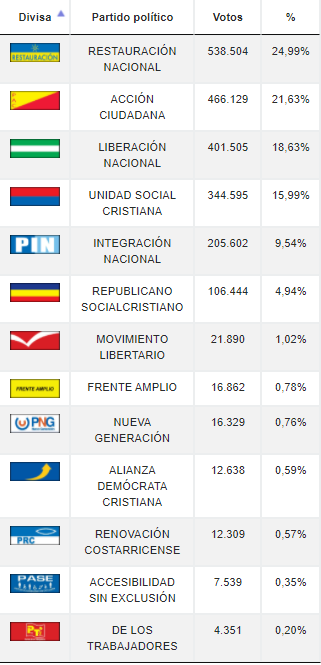 Divisa Partido político Votos %
RESTAURACIÓN RESTAURACIÓN 538.504 24,99%
NACIONAL
PAC ACCIÓN 466.129 21,63%
CIUDADANA
LIBERACIÓN 401.505 18,63%
NACIONAL
UNIDAD SOCIAL 344.595 15,99%
CRISTIANA
PIN INTEGRACIÓN 205.602 9,54%
NACIONAL
REPUBLICANO 106.444 4,94%
SOCIALCRISTIANO
MOVIMIENTO 21.890 1,02%
LIBERTARIO
FRENTE AMPLIO FRENTE AMPLIO 16.862 0,78%
PNG NUEVA 16.329 0,76%
GENERACIÓN
ALIANZA 12.638 0,59%
DEMÓCRATA
CRISTIANA
PRC RENOVACIÓN 12.309 0,57%
COSTARRICENSE
PASE ACCESIBILIDAD 7.539 0,35%
SIN EXCLUSIÓN
PT DE LOS 4.351 0,20%
TRABAJADORES